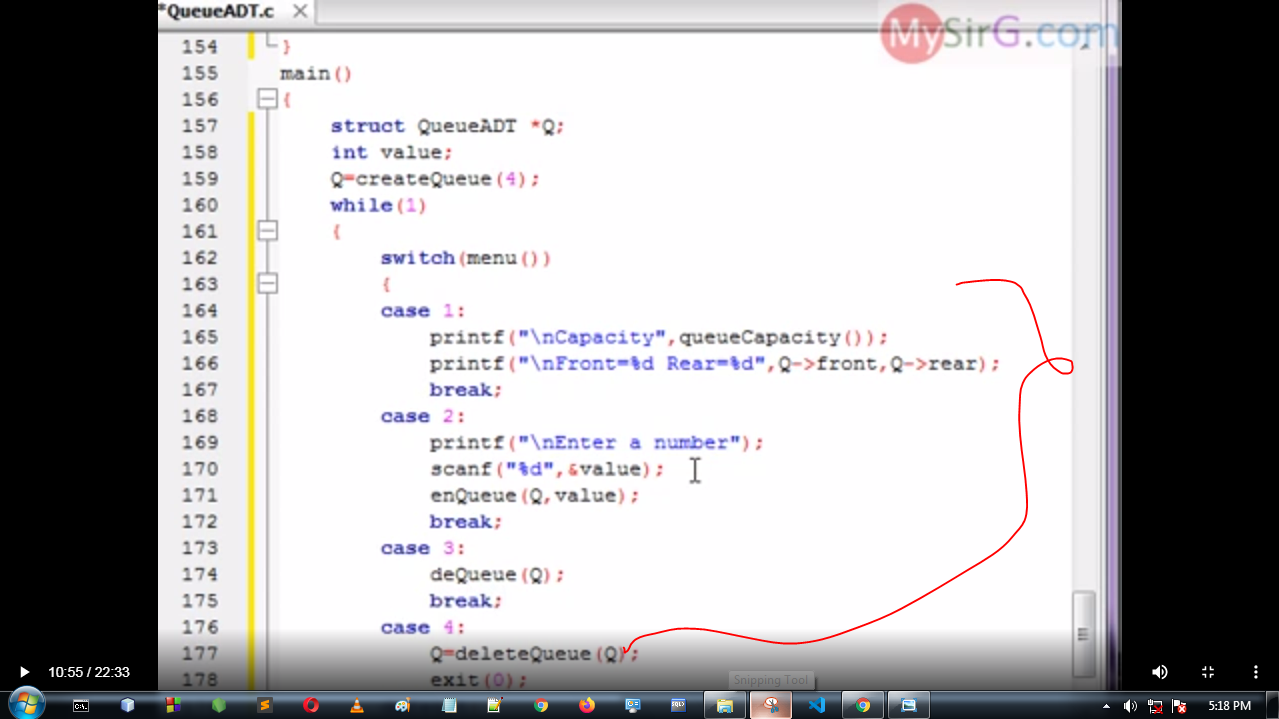 *QueueADT.c
MySirG.com
154 }
155 main()
156 {
157 struct QueueADT *Q;
158 int value;
159 Q=createQueue(4);
160 while(1)
161 {
162 switch(menu())
163 {
164 case 1:
165 printf("\nCapacity",queueCapacity());
166 printf("\nFront=%d Rear=%d",Q->front,Q->rear);
167 break;
168 case 2:
169 printf("\nEnter a number");
170 scanf("%d",&value);
171 enQueue(Q,value);
172 break;
173 case 3:
174 deQueue(Q);
175 break;
176 case 4:
177 Q=deleteQueue(Q);
178 exit(0);
10:55 / 22:33
Snipping Tool
5:18 PM